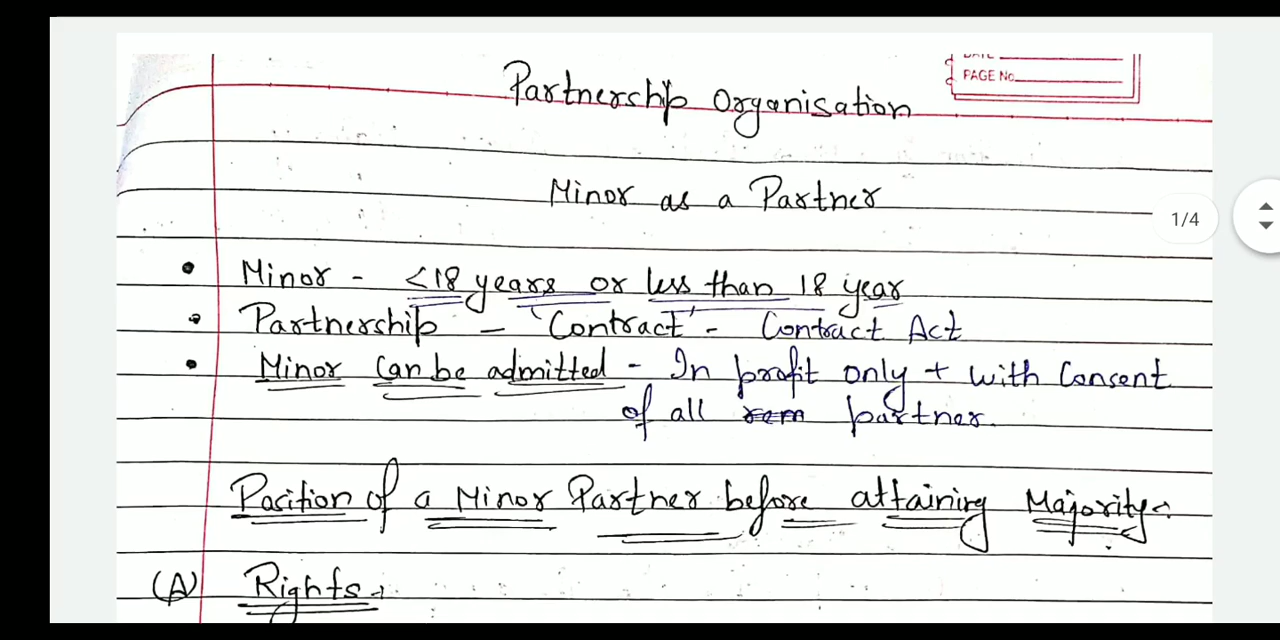 PAGE No.
Partnership Organisation
Minor as a Partner
1/4
• Minor - <18 years or less than 18 year
• Partnership - 'Contract' - Contract Act
• Minor can be admitted - In profit only + with Consent
of all partner.
Position of a Minor Partner before attaining Majority:
(A) Rights: